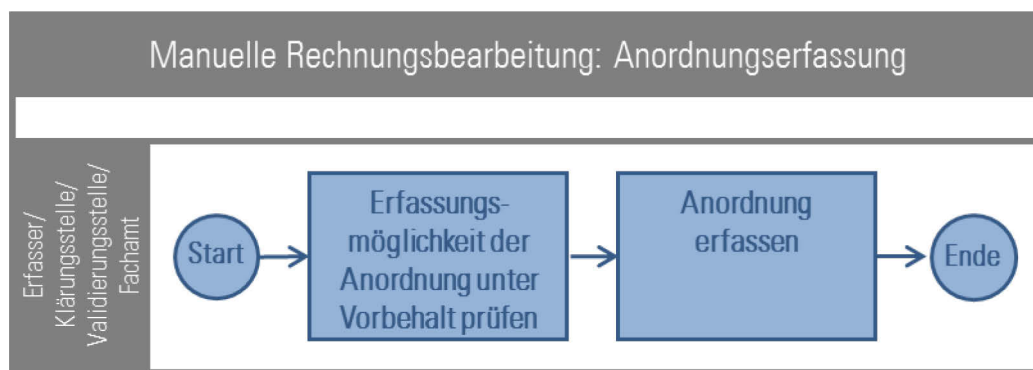 Manuelle Rechnungsbearbeitung: Anordnungserfassung
Erfasser/
Klärungsstelle/
Validierungsstelle/
Fachamt
Start
Erfassungs-
möglichkeit der
Anordnung unter
Vorbehalt prüfen
Anordnung
erfassen
Ende